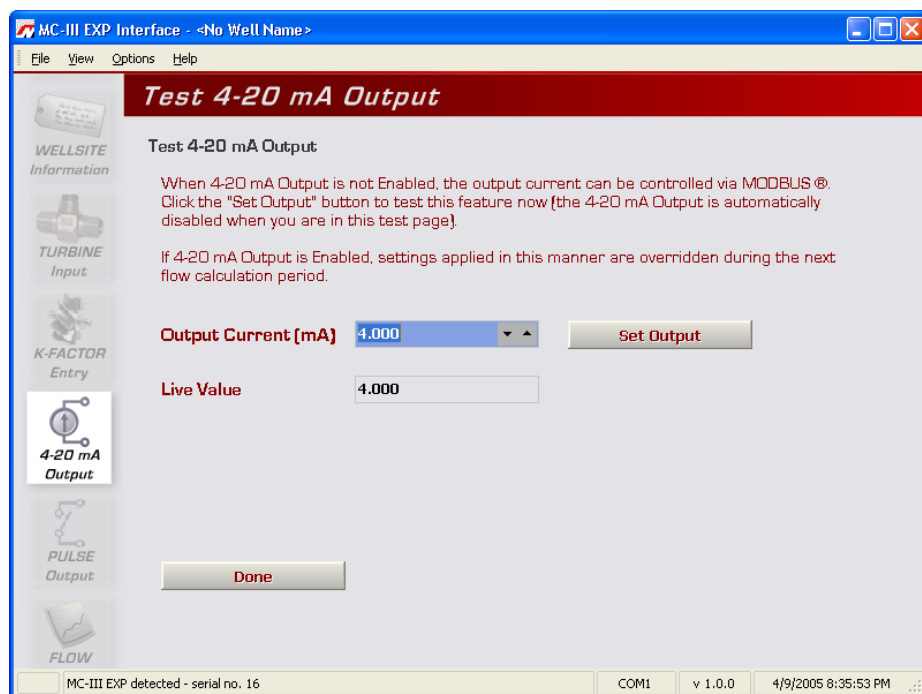 MC-III EXP Interface - <No Well Name>
File View Options Help
Test 4-20 mA Output
WELLSITE
Information
TURBINE
Input
K-FACTOR
Entry
4-20 mA
Output
PULSE
Output
FLOW
Test 4-20 mA Output
When 4-20 mA Output is not Enabled, the output current can be controlled via MODBUS ®.
Click the "Set Output" button to test this feature now (the 4-20 mA Output is automatically
disabled when you are in this test page).
If 4-20 mA Output is Enabled, settings applied in this manner are overridden during the next
flow calculation period.
Output Current (mA) 4.000 Set Output
Live Value 4.000
Done
MC-III EXP detected - serial no. 16 COM1 v 1.0.0 4/9/2005 8:35:53 PM